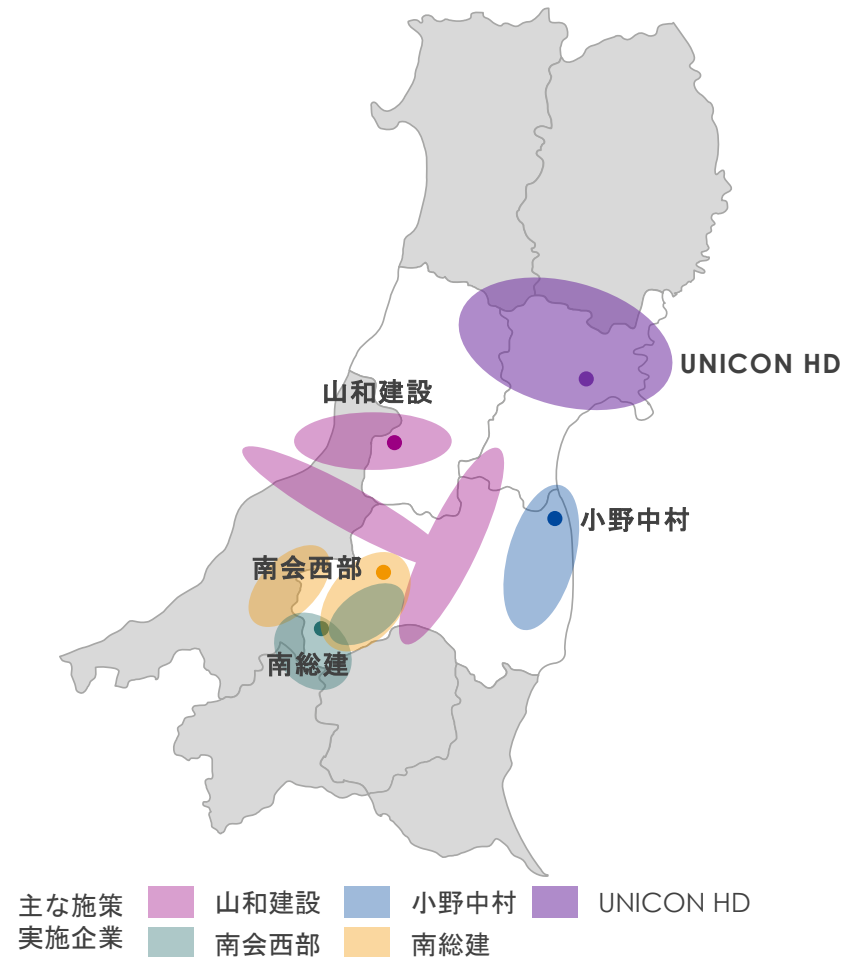 UNICON HD
山和建設
小野中村
南会西部
南総建
主な施策
実施企業
山和建設
小野中村
UNICON HD
南会西部
南総建